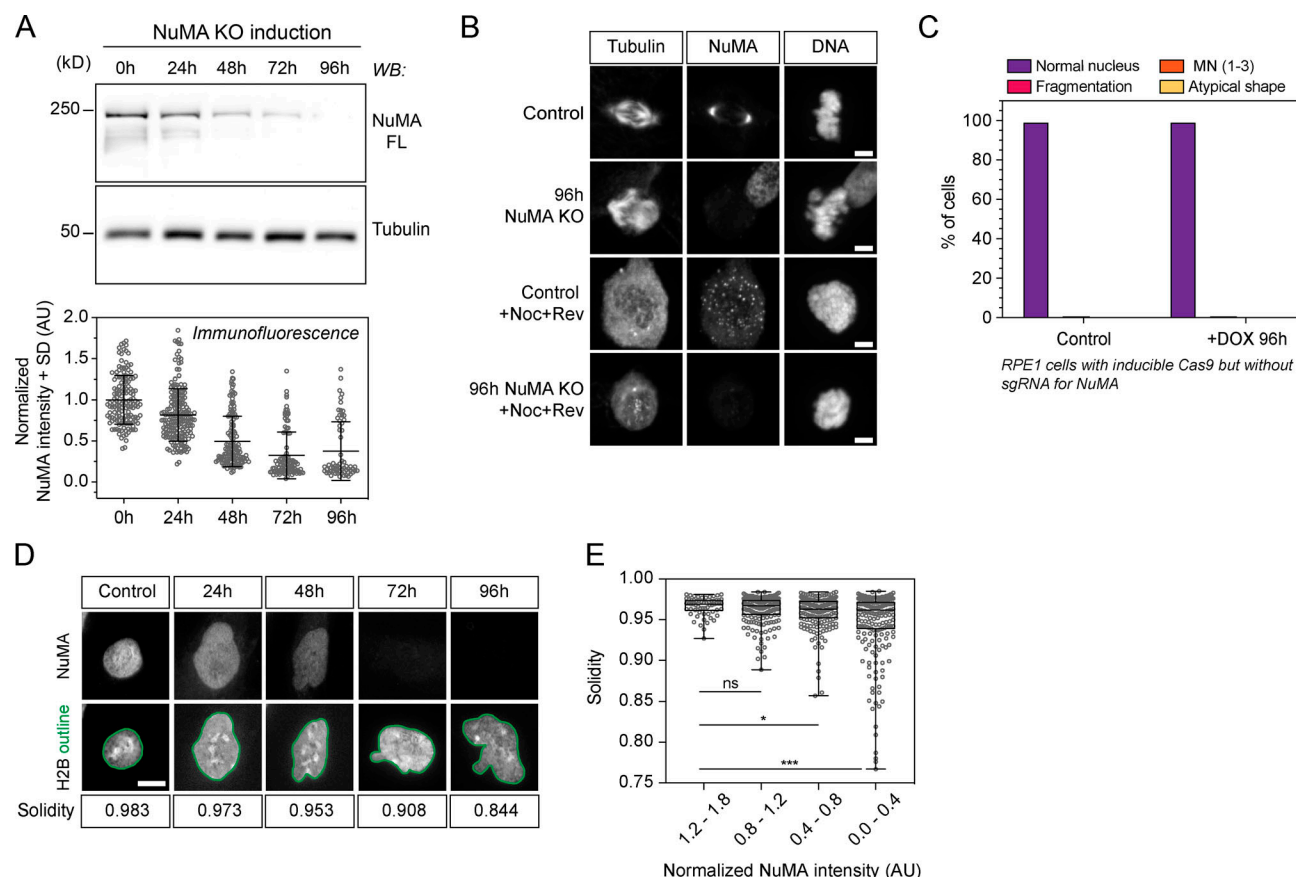 A
NuMA KO induction
(kD)
0h 24h 48h 72h 96h WB:
250
NuMA
FL
50
Tubulin
Immunofluorescence
Normalized
NuMA intensity + SD (AU)
2.0
1.5
1.0
0.5
0.0
0h 24h 48h 72h 96h
B
Tubulin NuMA DNA
Control
96h
NuMA KO
Control
+Noc+Rev
96h NuMA KO
+Noc+Rev
C
Normal nucleus MN (1-3)
Fragmentation Atypical shape
% of cells
100
80
60
40
20
0
Control +DOX 96h
RPE1 cells with inducible Cas9 but without
sgRNA for NuMA
D
Control 24h 48h 72h 96h
NuMA
H2B outline
Solidity 0.983 0.973 0.953 0.908 0.844
E
Solidity
1.00
0.95
0.90
0.85
0.80
0.75
ns
*
***
1.2 - 1.8 0.8 - 1.2 0.4 - 0.8 0.0 - 0.4
Normalized NuMA intensity (AU)